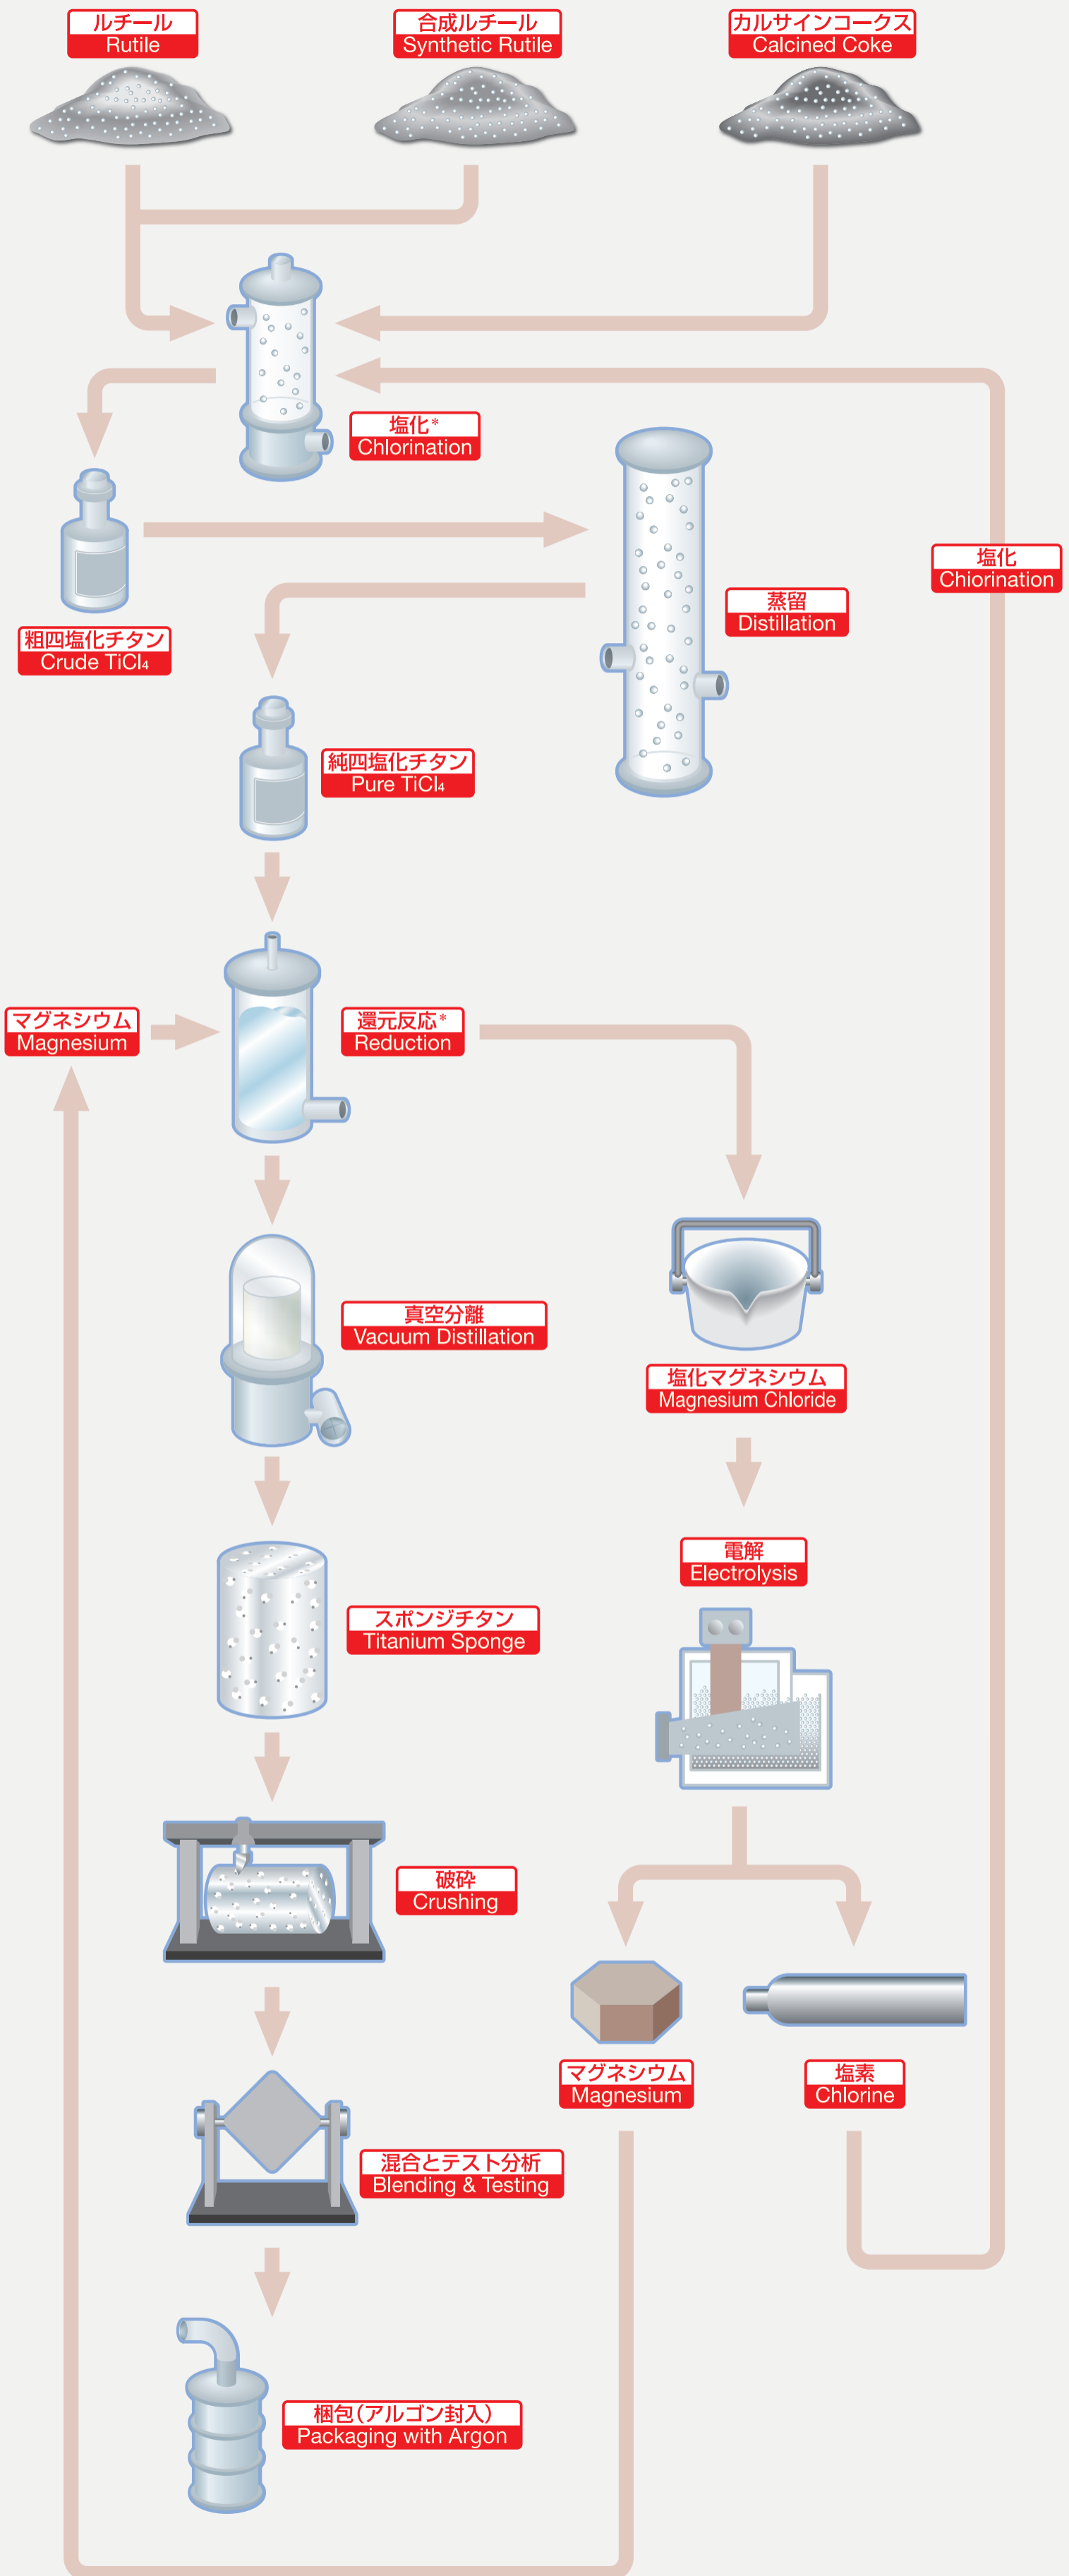 ルチール
Rutile
合成ルチール
Synthetic Rutile
カルサインコークス
Calcined Coke
塩化*
Chlorination
塩化
Chiorination
蒸留
Distillation
粗四塩化チタン
Crude TiCl₄
純四塩化チタン
Pure TiCl₄
マグネシウム
Magnesium
還元反応*
Reduction
真空分離
Vacuum Distillation
塩化マグネシウム
Magnesium Chloride
電解
Electrolysis
スポンジチタン
Titanium Sponge
破砕
Crushing
マグネシウム
Magnesium
塩素
Chlorine
混合とテスト分析
Blending & Testing
梱包(アルゴン封入)
Packaging with Argon